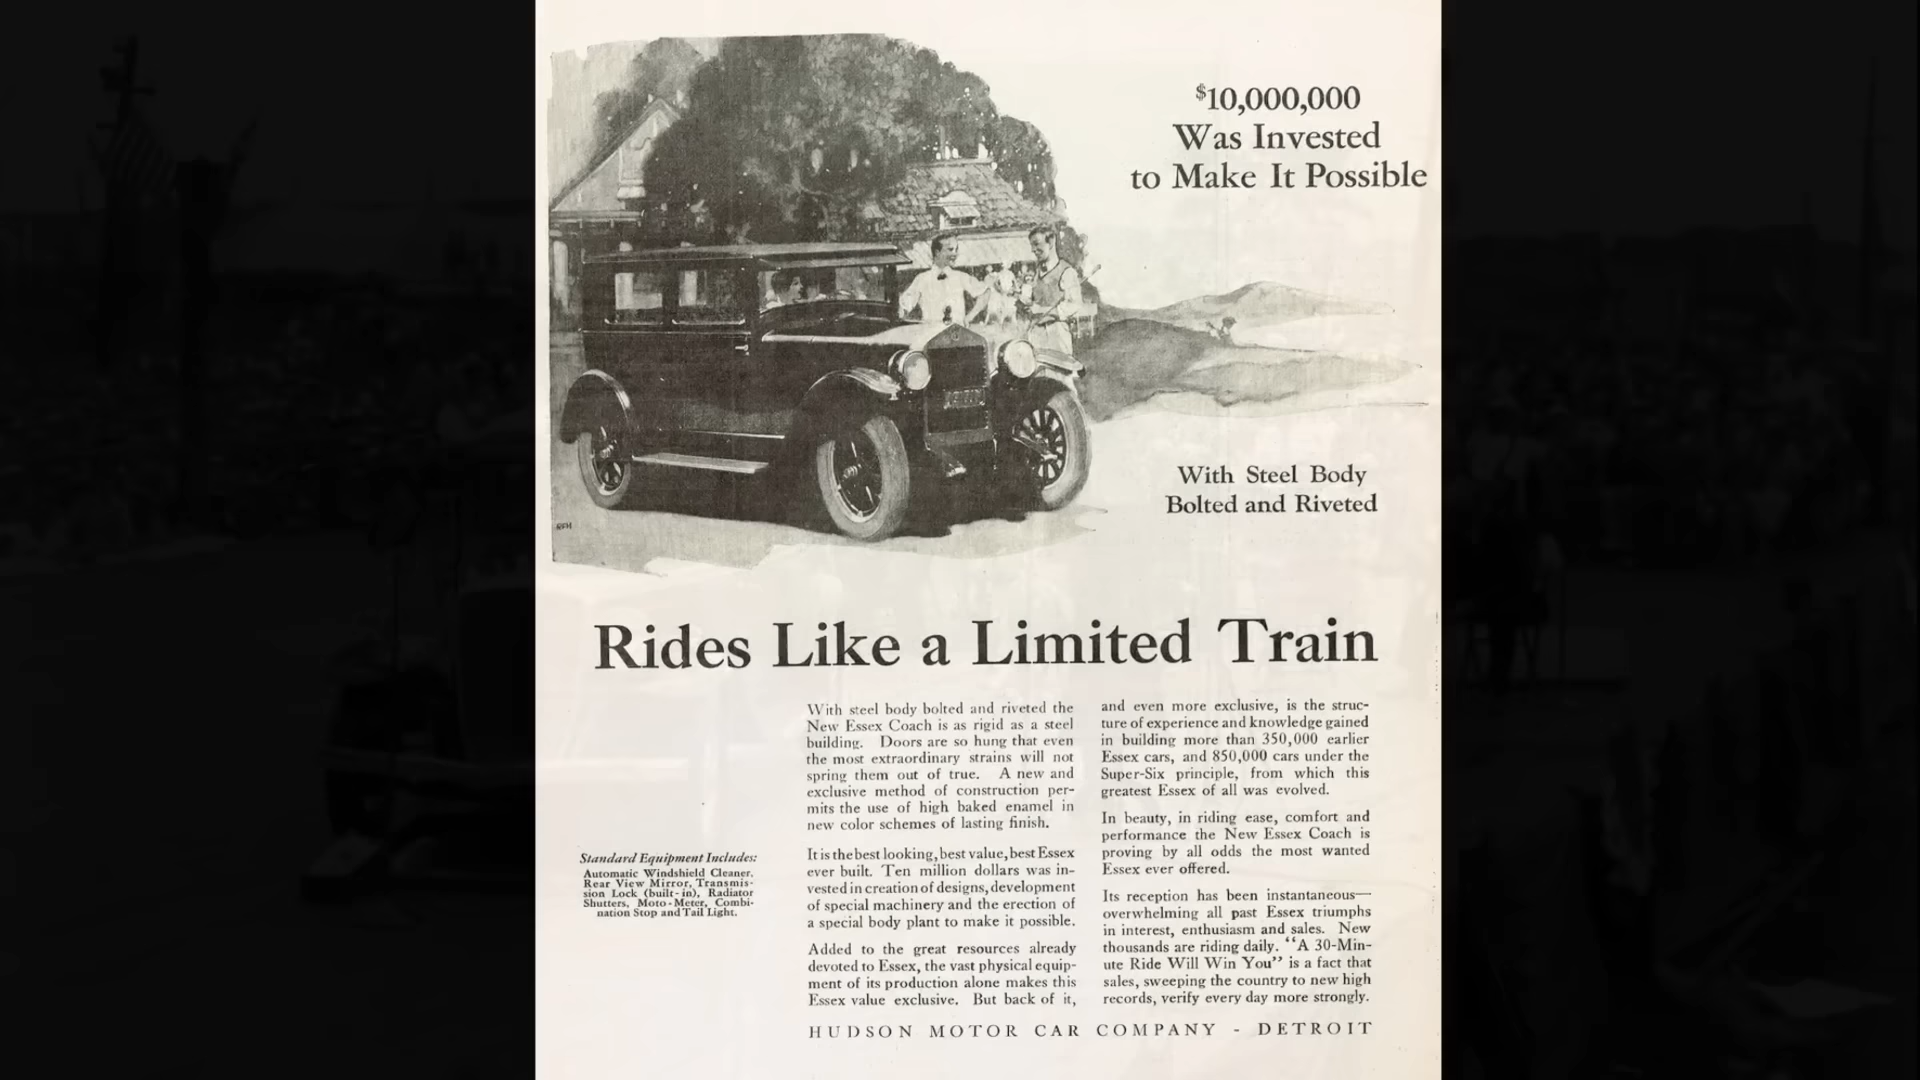 $10,000,000
Was Invested
to Make It Possible
With Steel Body
Bolted and Riveted
RFH
Rides Like a Limited Train
Standard Equipment Includes:
Automatic Windshield Cleaner,
Rear View Mirror, Transmis-
sion Lock (built-in), Radiator
Shutters, Moto-Meter, Combi-
nation Stop and Tail Light.
With steel body bolted and riveted the
New Essex Coach is as rigid as a steel
building. Doors are so hung that even
the most extraordinary strains will not
spring them out of true. A new and
exclusive method of construction per-
mits the use of high baked enamel in
new color schemes of lasting finish.
It is the best looking, best value, best Essex
ever built. Ten million dollars was in-
vested in creation of designs, development
of special machinery and the erection of
a special body plant to make it possible.
Added to the great resources already
devoted to Essex, the vast physical equip-
ment of its production alone makes this
Essex value exclusive. But back of it,
and even more exclusive, is the struc-
ture of experience and knowledge gained
in building more than 350,000 earlier
Essex cars, and 850,000 cars under the
Super-Six principle, from which this
greatest Essex of all was evolved.
In beauty, in riding ease, comfort and
performance the New Essex Coach is
proving by all odds the most wanted
Essex ever offered.
Its reception has been instantaneous—
overwhelming all past Essex triumphs
in interest, enthusiasm and sales. New
thousands are riding daily. "A 30-Min-
ute Ride Will Win You" is a fact that
sales, sweeping the country to new high
records, verify every day more strongly.
HUDSON MOTOR CAR COMPANY - DETROIT